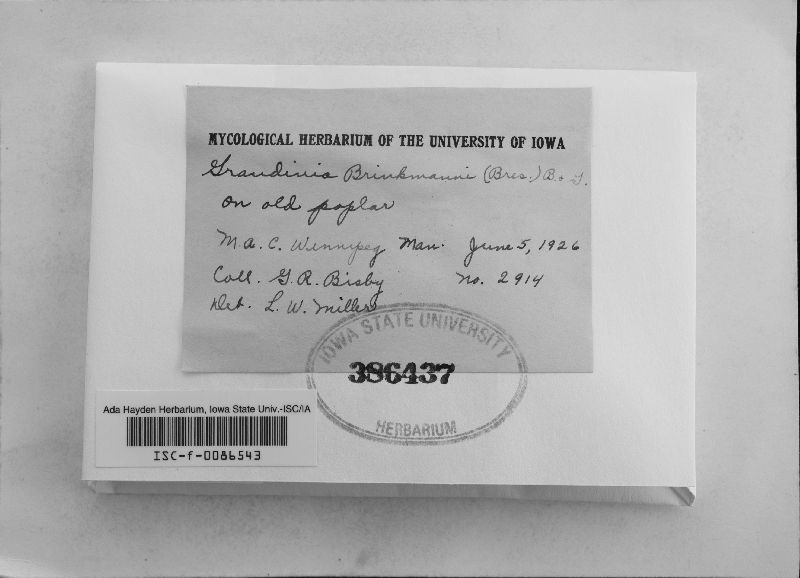 MYCOLOGICAL HERBARIUM OF THE UNIVERSITY OF IOWA
Grandinia Brinkmanni (Bres.) B. & G.
on old poplar
M.A.C. Winnipeg Man. June 5, 1926
Coll. G.R. Bisby No. 2914
Det. L.W. Miller
IOWA STATE UNIVERSITY
386437
HERBARIUM
Ada Hayden Herbarium, Iowa State Univ.-ISC/IA
ISC-f-0086543